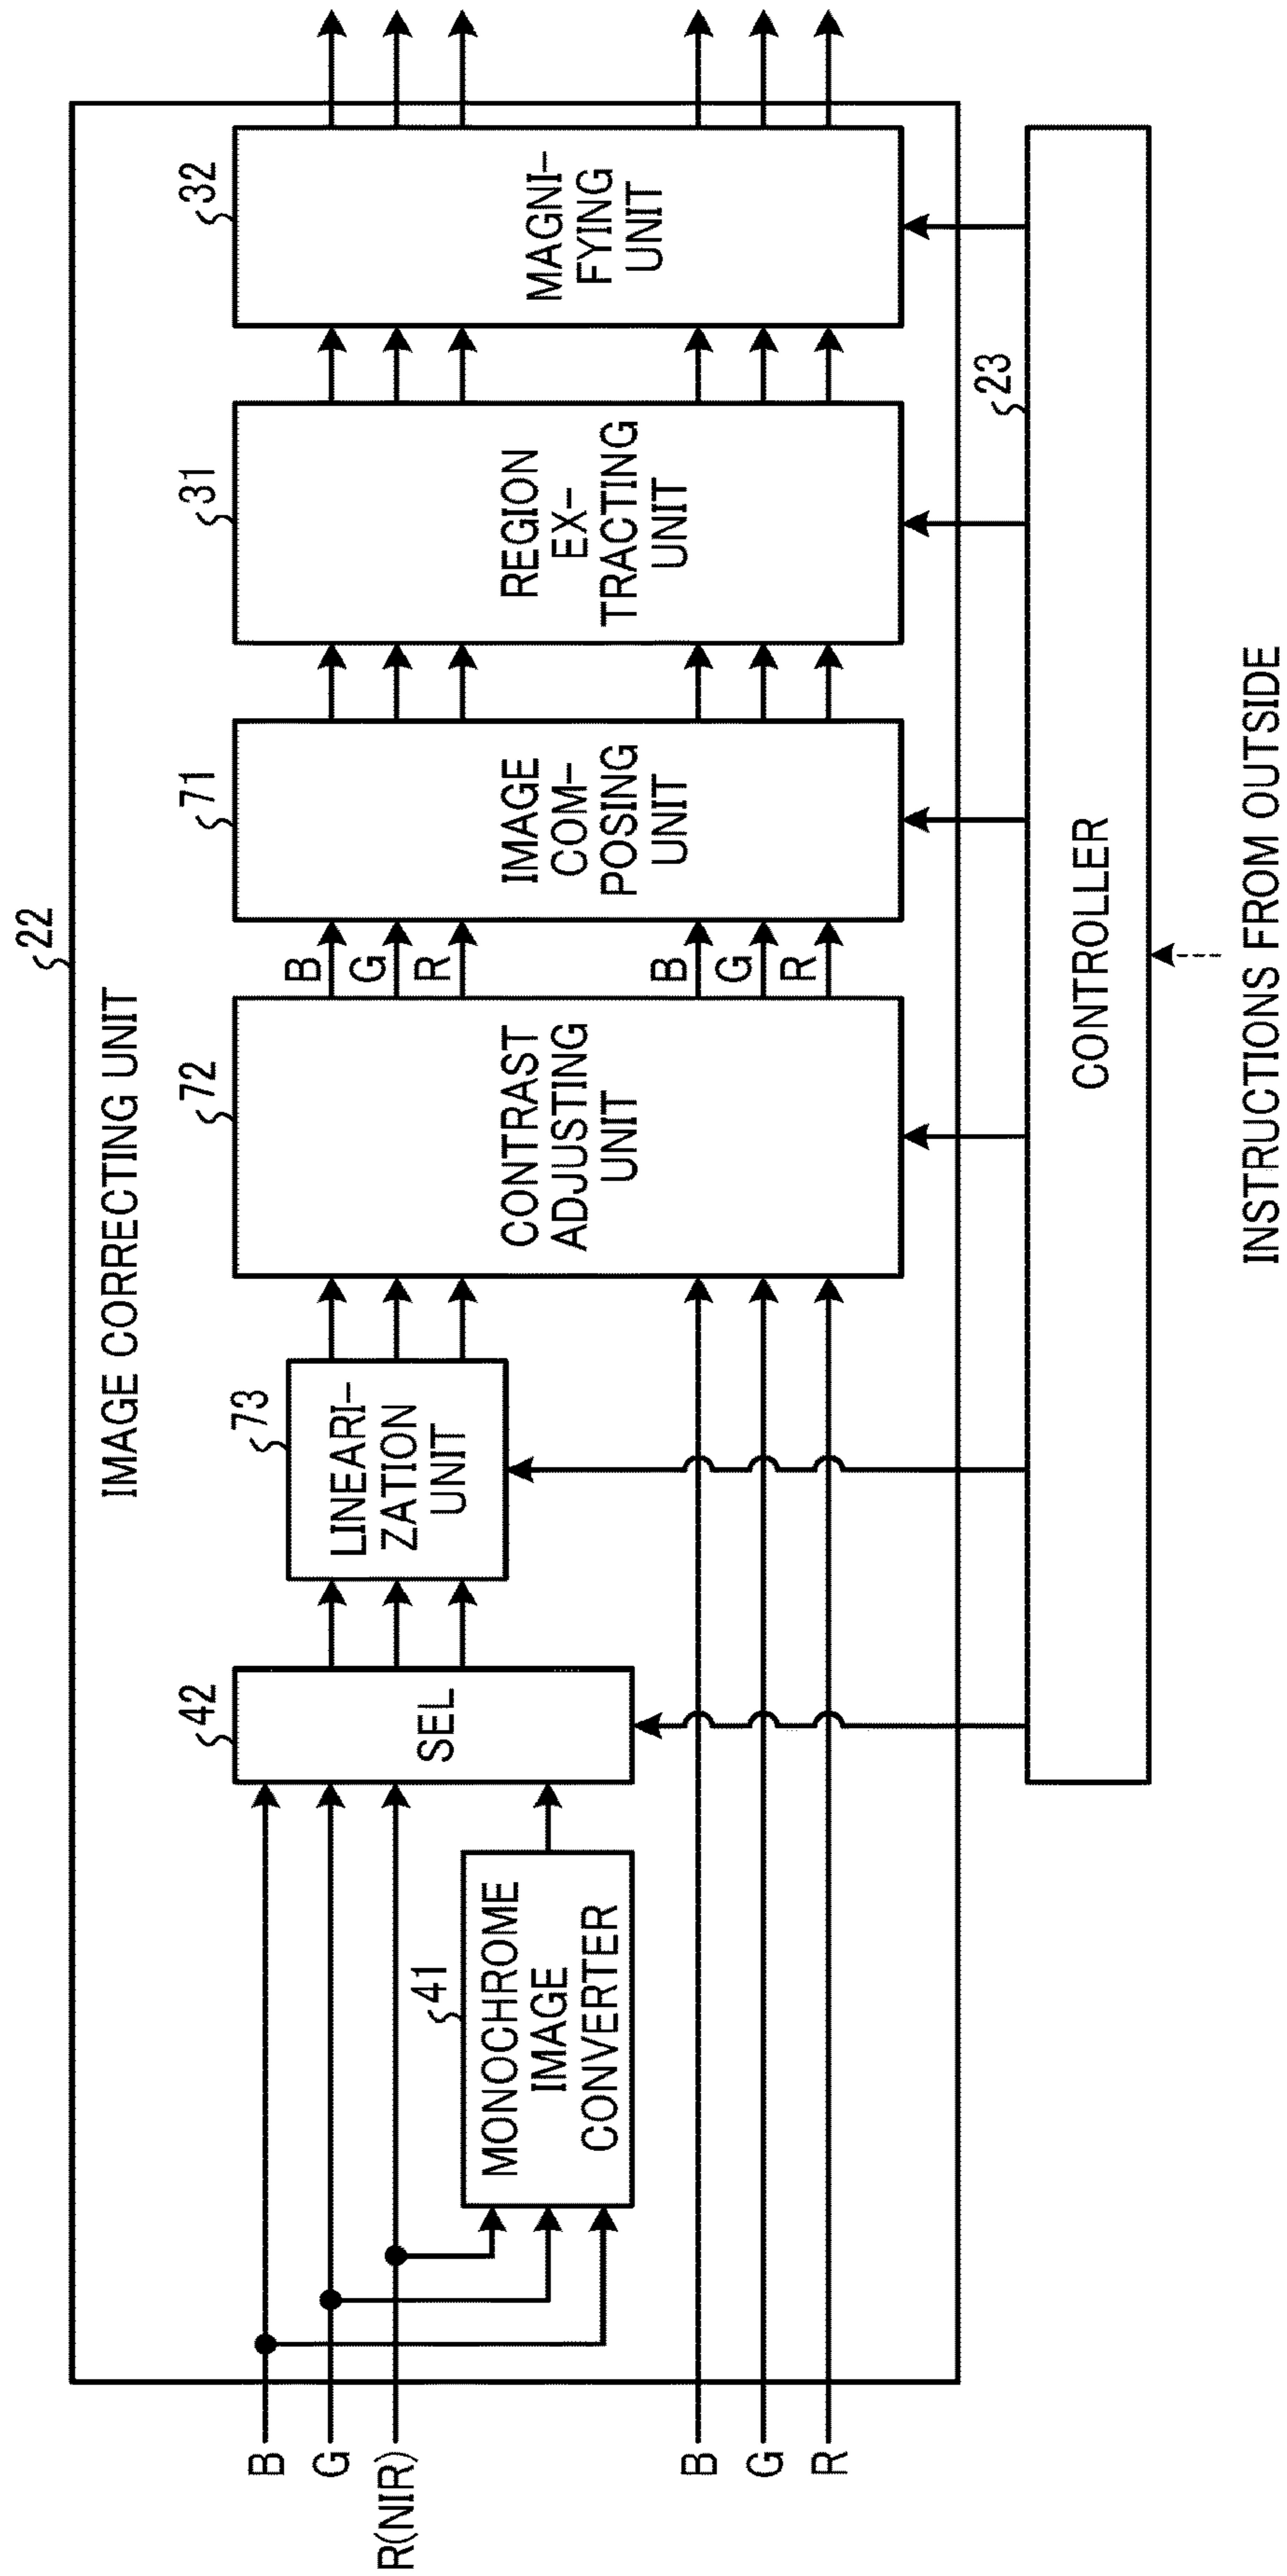 22
IMAGE CORRECTING UNIT
B
G
R(NIR)
41
MONOCHROME
IMAGE
CONVERTER
42
SEL
73
LINEARI-
ZATION
UNIT
72
CONTRAST
ADJUSTING
UNIT
B
G
R
71
IMAGE
COM-
POSING
UNIT
31
REGION
EX-
TRACTING
UNIT
32
MAGNI-
FYING
UNIT
B
G
R
B
G
R
23
CONTROLLER
INSTRUCTIONS FROM OUTSIDE